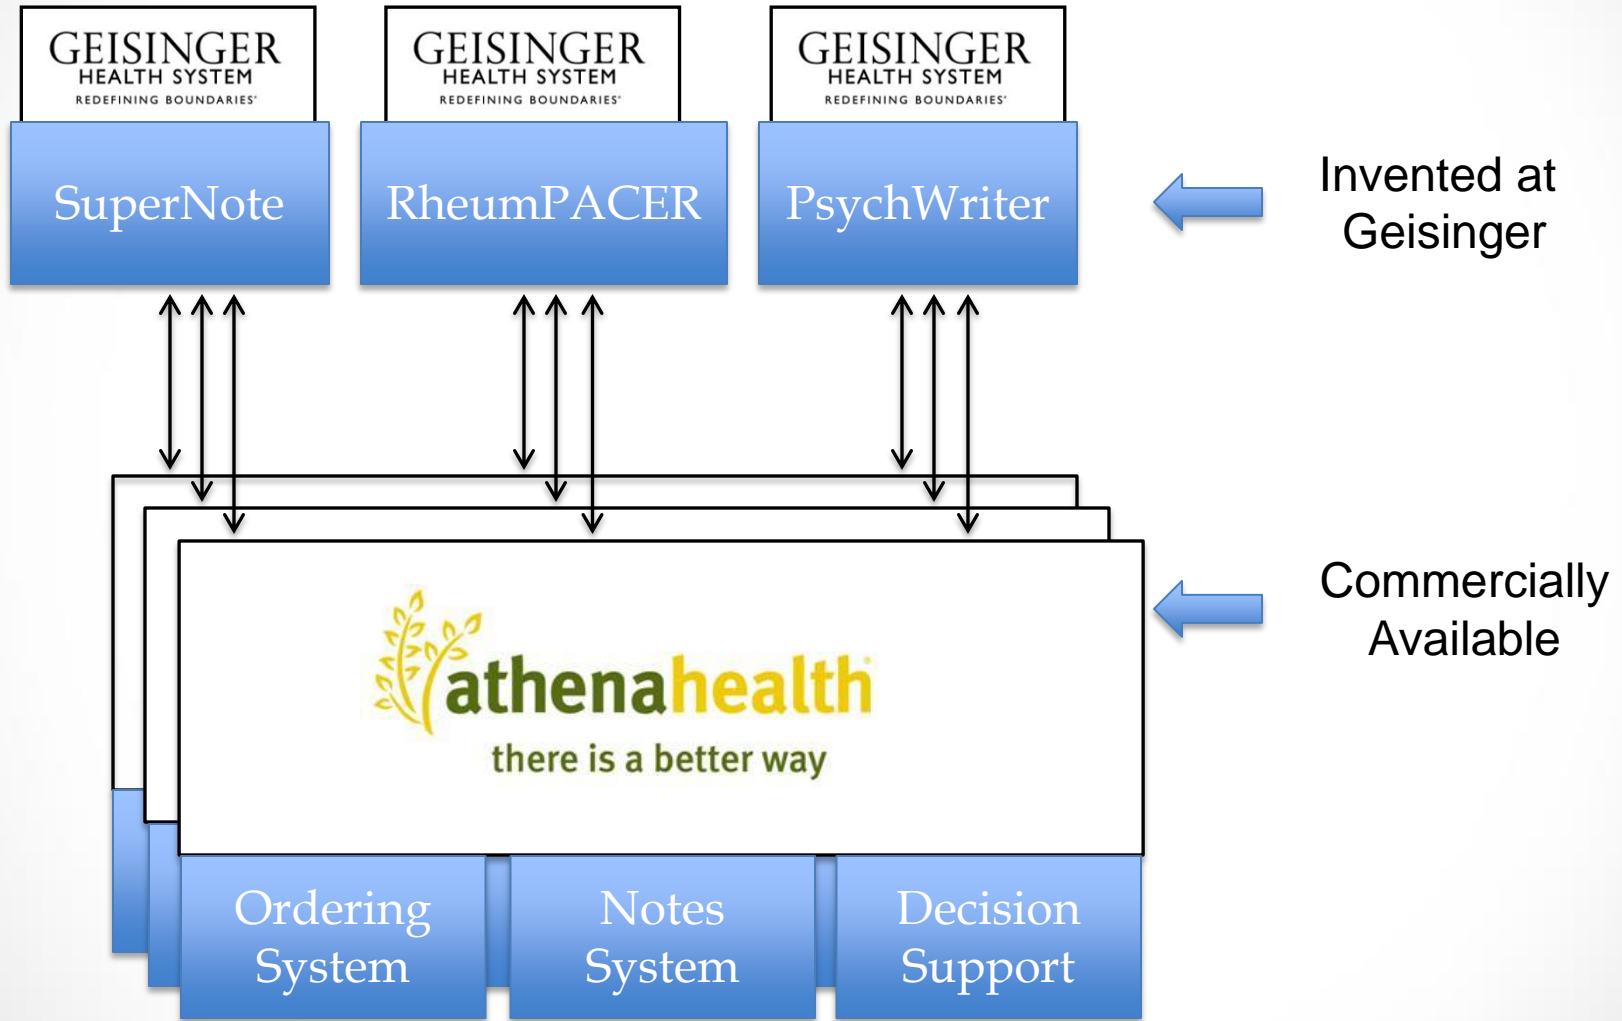 GEISINGER
HEALTH SYSTEM
REDEFINING BOUNDARIES®
GEISINGER
HEALTH SYSTEM
REDEFINING BOUNDARIES®
GEISINGER
HEALTH SYSTEM
REDEFINING BOUNDARIES®
SuperNote
RheumPACER
PsychWriter
Invented at
Geisinger
athenahealth
there is a better way
Commercially
Available
Ordering
System
Notes
System
Decision
Support